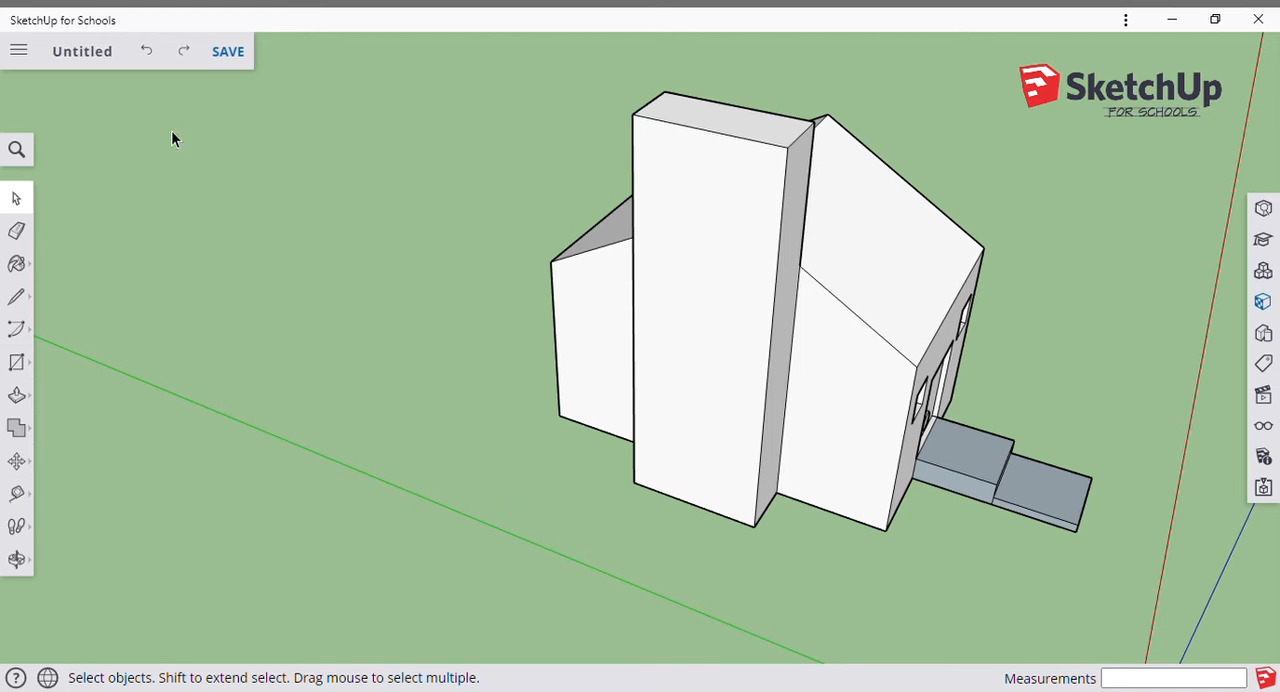 SketchUp for Schools
Untitled
SAVE
SketchUp
FOR SCHOOLS
Select objects. Shift to extend select. Drag mouse to select multiple.
Measurements